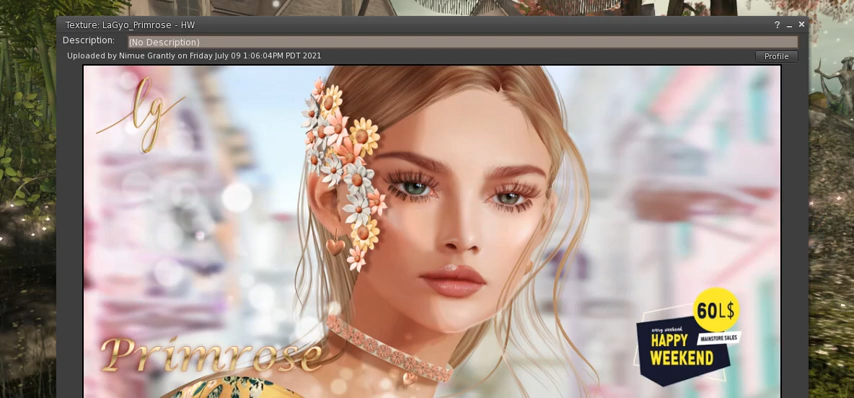 Texture: LaGyo_Primrose - HW
? _ ×
Description: (No Description)
Uploaded by Nimue Grantly on Friday July 09 1:06:04PM PDT 2021
Profile
lg
60L$
every weekend
HAPPY
WEEKEND
MAINSTORE SALES
Primrose